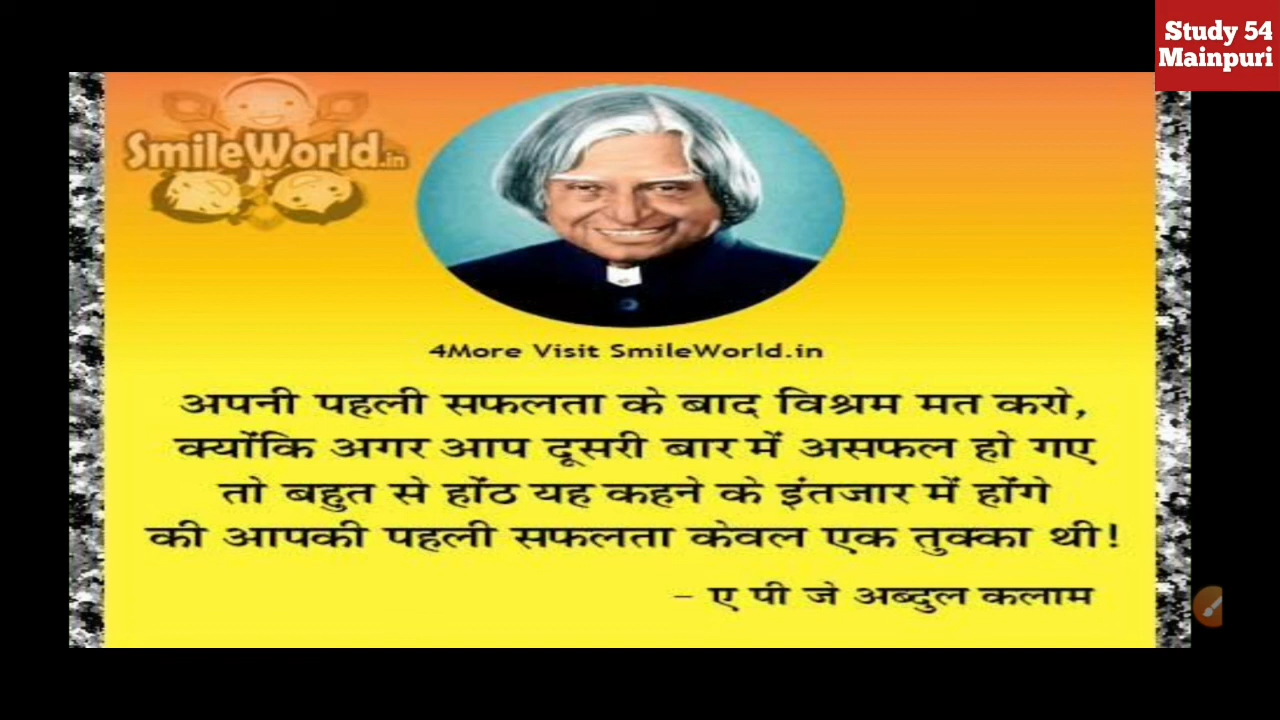 Study 54
Mainpuri
SmileWorld.in
4More Visit SmileWorld.in
अपनी पहली सफलता के बाद विश्रम मत करो,
क्योंकि अगर आप दूसरी बार में असफल हो गए
तो बहुत से होंठ यह कहने के इंतजार में होंगे
की आपकी पहली सफलता केवल एक तुक्का थी!
- ए पी जे अब्दुल कलाम